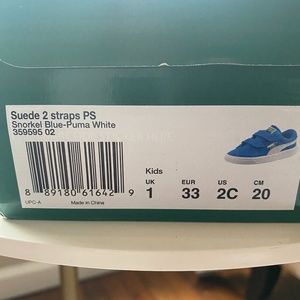 Suede 2 straps PS
Snorkel Blue-Puma White
359595 02
Kids
UK EUR US CM
1 33 2C 20
8 89180 61642 9
UPC-A Made in China